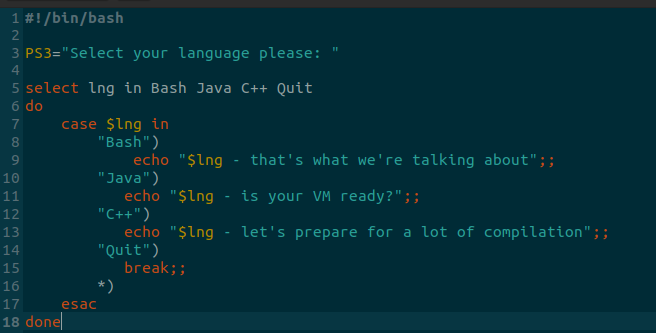 1 #!/bin/bash
2
3 PS3="Select your language please: "
4
5 select lng in Bash Java C++ Quit
6 do
7     case $lng in
8         "Bash")
9             echo "$lng - that's what we're talking about";;
10         "Java")
11            echo "$lng - is your VM ready?";;
12         "C++")
13            echo "$lng - let's prepare for a lot of compilation";;
14         "Quit")
15            break;;
16         *)
17     esac
18 done